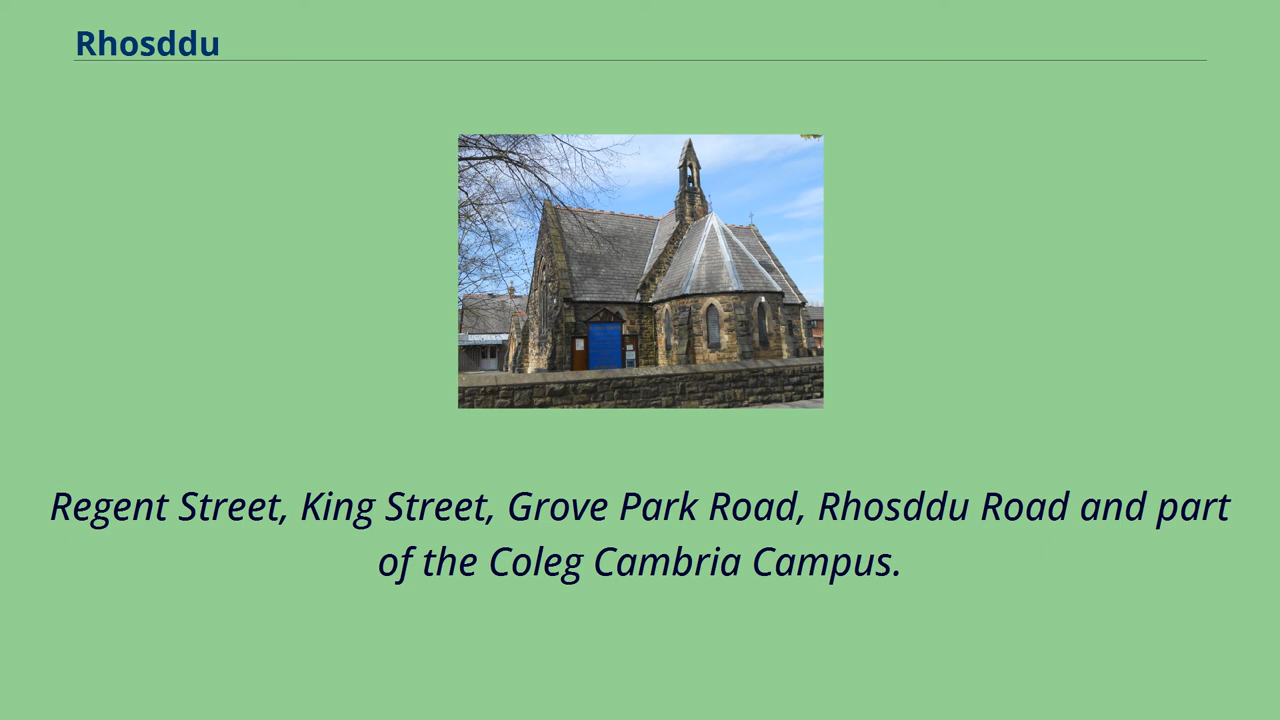 Rhosddu
Regent Street, King Street, Grove Park Road, Rhosddu Road and part
of the Coleg Cambria Campus.